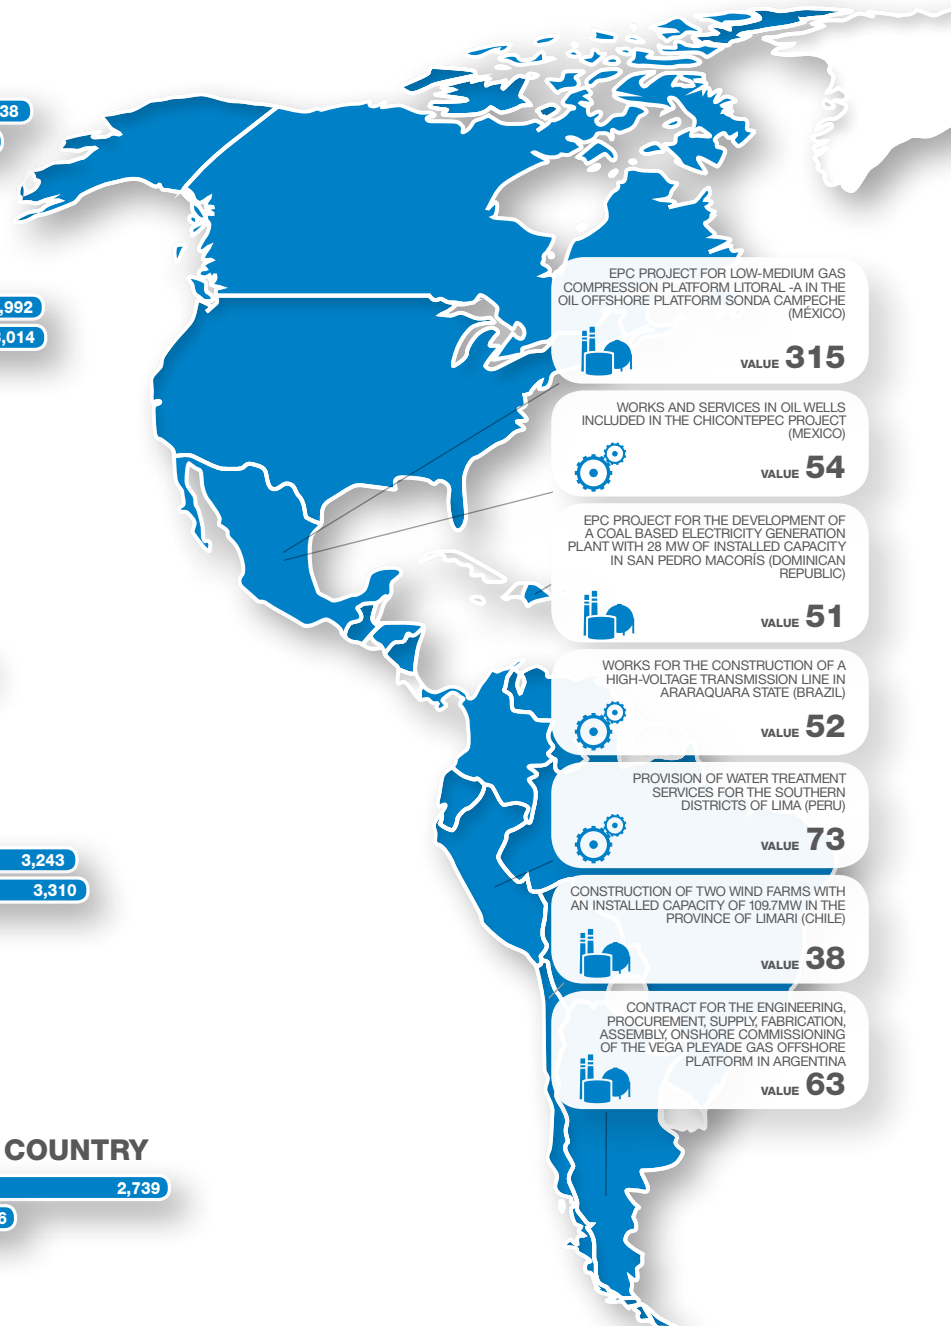 38
,992
,014
EPC PROJECT FOR LOW-MEDIUM GAS
COMPRESSION PLATFORM LITORAL -A IN THE
OIL OFFSHORE PLATFORM SONDA CAMPECHE
(MÉXICO)
VALUE 315
WORKS AND SERVICES IN OIL WELLS
INCLUDED IN THE CHICONTEPEC PROJECT
(MEXICO)
VALUE 54
EPC PROJECT FOR THE DEVELOPMENT OF
A COAL BASED ELECTRICITY GENERATION
PLANT WITH 28 MW OF INSTALLED CAPACITY
IN SAN PEDRO MACORÍS (DOMINICAN
REPUBLIC)
VALUE 51
WORKS FOR THE CONSTRUCTION OF A
HIGH-VOLTAGE TRANSMISSION LINE IN
ARARAQUARA STATE (BRAZIL)
VALUE 52
PROVISION OF WATER TREATMENT
SERVICES FOR THE SOUTHERN
DISTRICTS OF LIMA (PERU)
VALUE 73
3,243
3,310
CONSTRUCTION OF TWO WIND FARMS WITH
AN INSTALLED CAPACITY OF 109.7MW IN THE
PROVINCE OF LIMARI (CHILE)
VALUE 38
CONTRACT FOR THE ENGINEERING,
PROCUREMENT, SUPPLY, FABRICATION,
ASSEMBLY, ONSHORE COMMISSIONING
OF THE VEGA PLEYADE GAS OFFSHORE
PLATFORM IN ARGENTINA
VALUE 63
COUNTRY
2,739
6